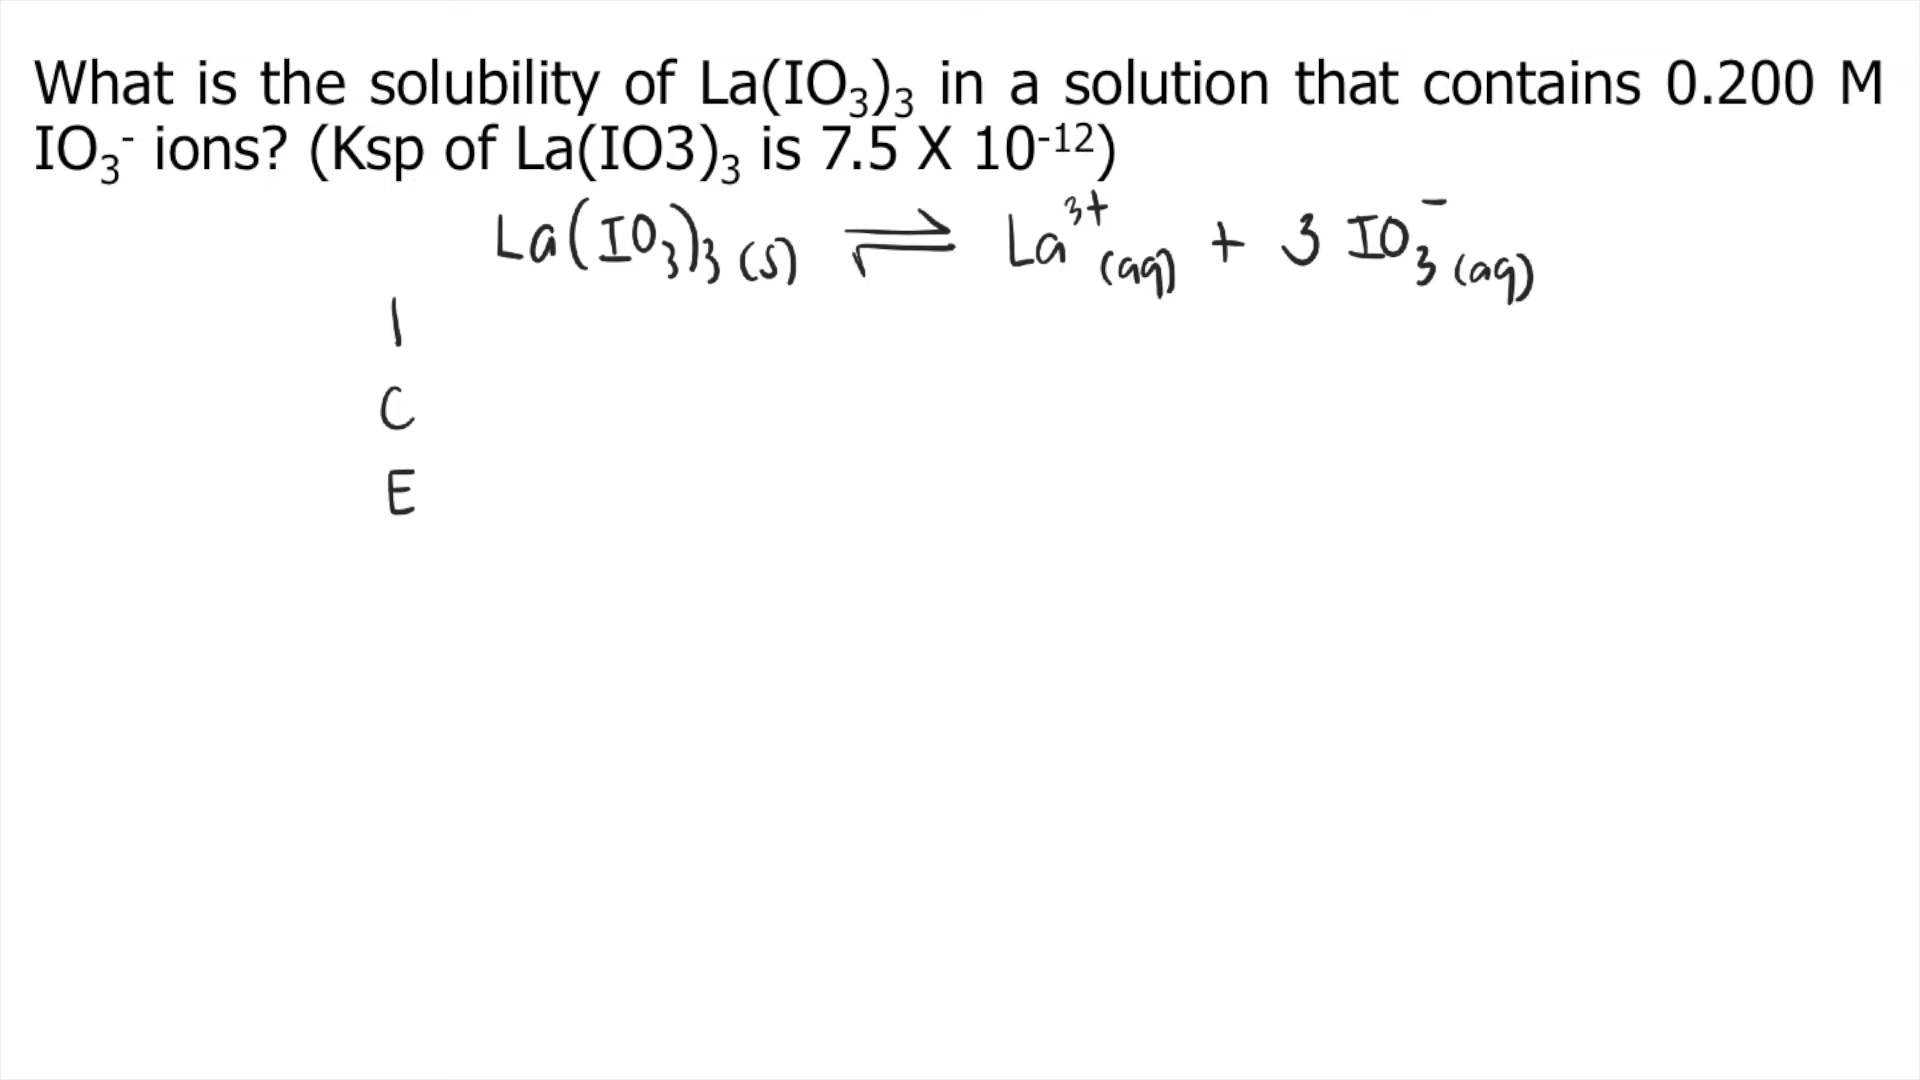 What is the solubility of La(IO₃)₃ in a solution that contains 0.200 M
IO₃⁻ ions? (Ksp of La(IO3)₃ is 7.5 X 10⁻¹²)
La(IO₃)₃ (s) ⇌ La³⁺ (aq) + 3 IO₃⁻ (aq)
I
C
E